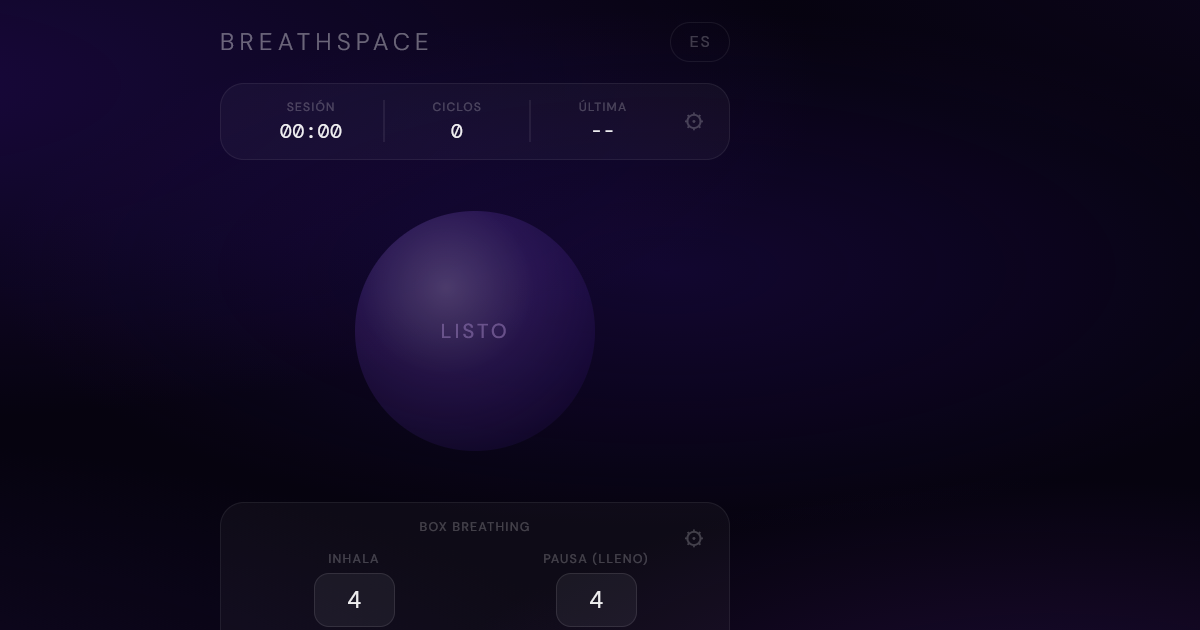 BREATHSPACE
ES
SESIÓN CICLOS ÚLTIMA
00:00 0 --
LISTO
BOX BREATHING
INHALA PAUSA (LLENO)
4 4